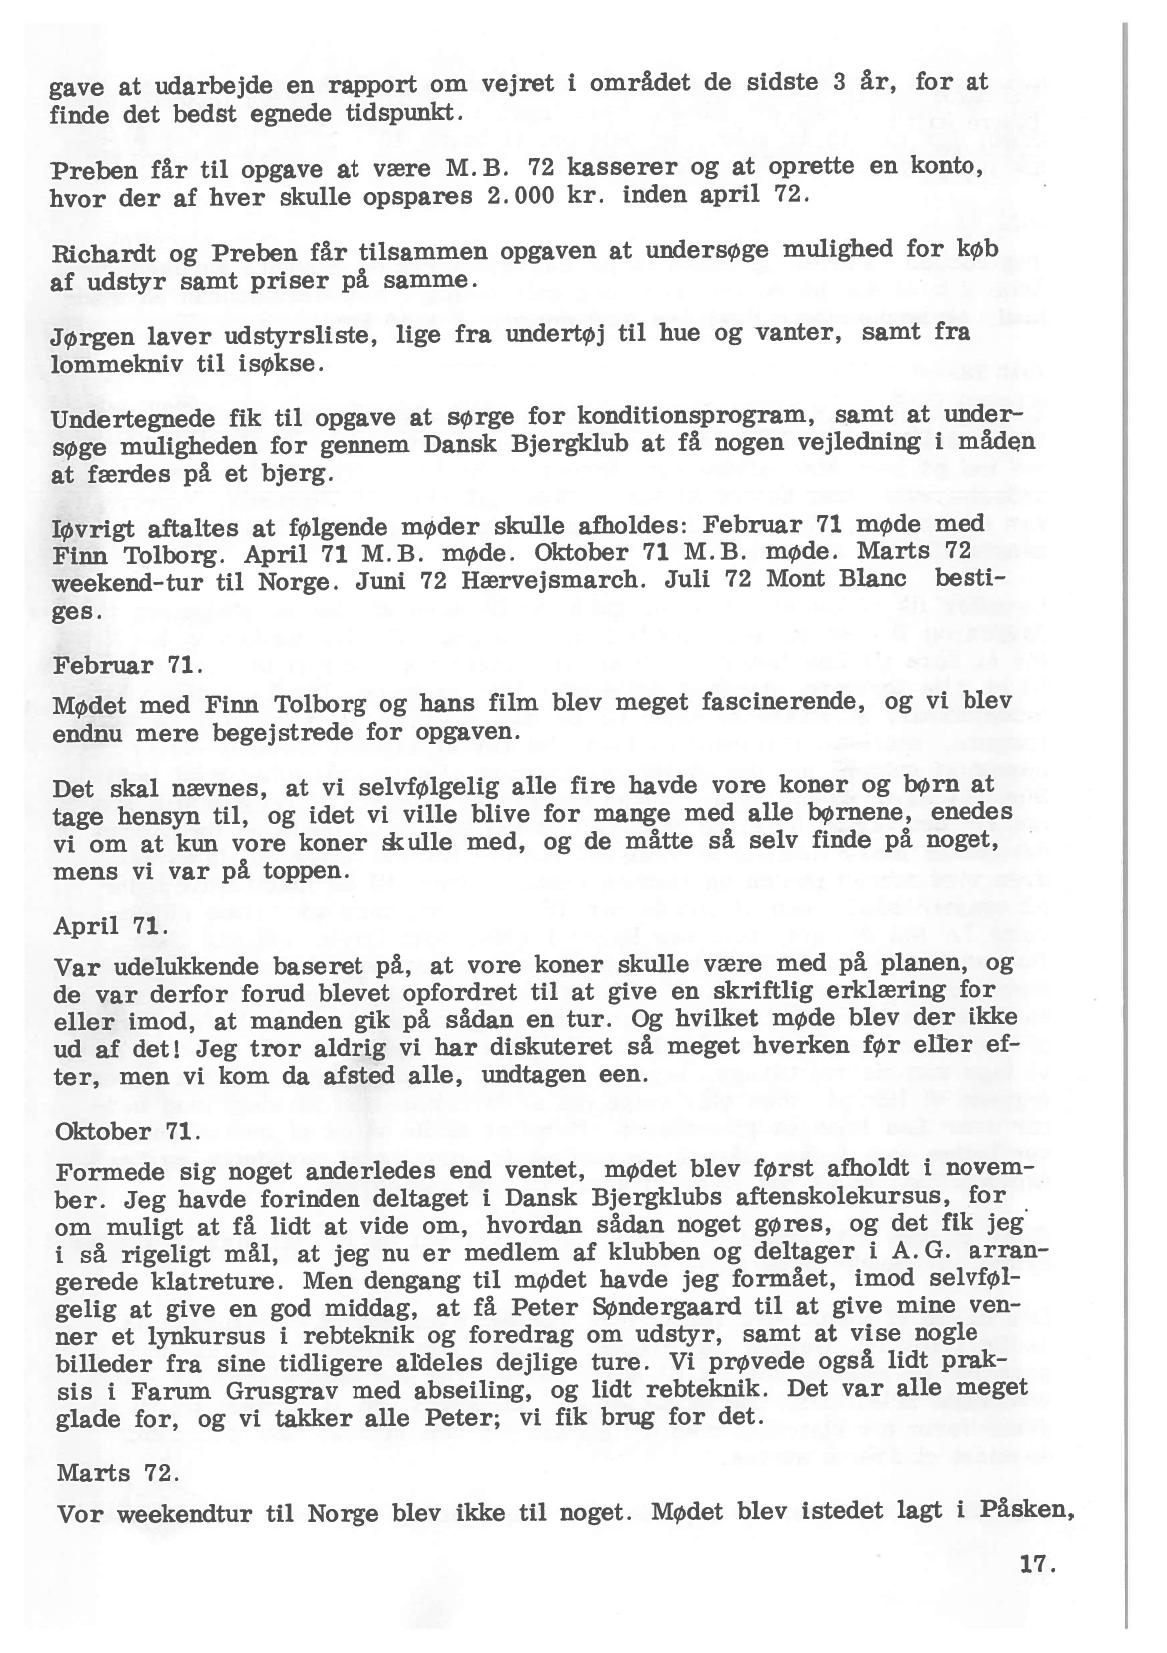 gave at udarbejde en rapport om vejret i området de sidste 3 år, for at
finde det bedst egnede tidspunkt.
Preben får til opgave at være M.B. 72 kasserer og at oprette en konto,
hvor der af hver skulle opspares 2.000 kr. inden april 72.
Richardt og Preben får tilsammen opgaven at undersøge mulighed for køb
af udstyr samt priser på samme.
Jørgen laver udstyrsliste, lige fra undertøj til hue og vanter, samt fra
lommekniv til isøkse.
Undertegnede fik til opgave at sørge for konditionsprogram, samt at under-
søge muligheden for gennem Dansk Bjergklub at få nogen vejledning i måden
at færdes på et bjerg.
Iøvrigt aftaltes at følgende møder skulle afholdes: Februar 71 møde med
Finn Tolborg. April 71 M.B. møde. Oktober 71 M.B. møde. Marts 72
weekend-tur til Norge. Juni 72 Hærvejsmarch. Juli 72 Mont Blanc besti-
ges.
Februar 71.
Mødet med Finn Tolborg og hans film blev meget fascinerende, og vi blev
endnu mere begejstrede for opgaven.
Det skal nævnes, at vi selvfølgelig alle fire havde vore koner og børn at
tage hensyn til, og idet vi ville blive for mange med alle børnene, enedes
vi om at kun vore koner skulle med, og de måtte så selv finde på noget,
mens vi var på toppen.
April 71.
Var udelukkende baseret på, at vore koner skulle være med på planen, og
de var derfor forud blevet opfordret til at give en skriftlig erklæring for
eller imod, at manden gik på sådan en tur. Og hvilket møde blev der ikke
ud af det! Jeg tror aldrig vi har diskuteret så meget hverken før eller ef-
ter, men vi kom da afsted alle, undtagen een.
Oktober 71.
Formede sig noget anderledes end ventet, mødet blev først afholdt i novem-
ber. Jeg havde forinden deltaget i Dansk Bjergklubs aftenskolekursus, for
om muligt at få lidt at vide om, hvordan sådan noget gøres, og det fik jeg
i så rigeligt mål, at jeg nu er medlem af klubben og deltager i A.G. arran-
gerede klatreture. Men dengang til mødet havde jeg formået, imod selvføl-
gelig at give en god middag, at få Peter Søndergaard til at give mine ven-
ner et lynkursus i rebteknik og foredrag om udstyr, samt at vise nogle
billeder fra sine tidligere aldeles dejlige ture. Vi prøvede også lidt prak-
sis i Farum Grusgrav med abseiling, og lidt rebteknik. Det var alle meget
glade for, og vi takker alle Peter; vi fik brug for det.
Marts 72.
Vor weekendtur til Norge blev ikke til noget. Mødet blev istedet lagt i Påsken,
17.